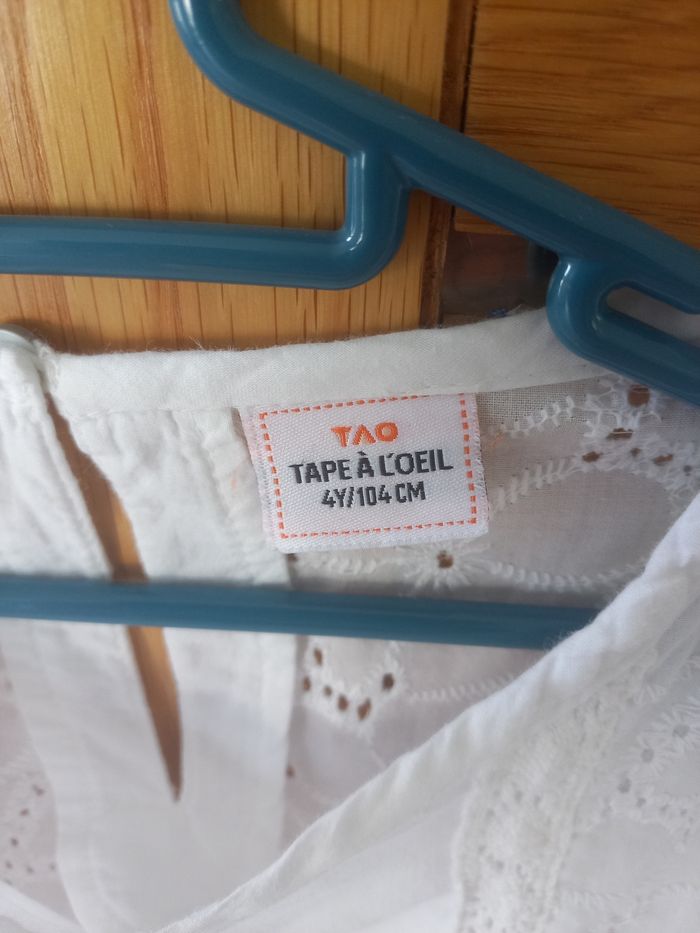 TAO
TAPE À L'OEIL
4Y/104 CM